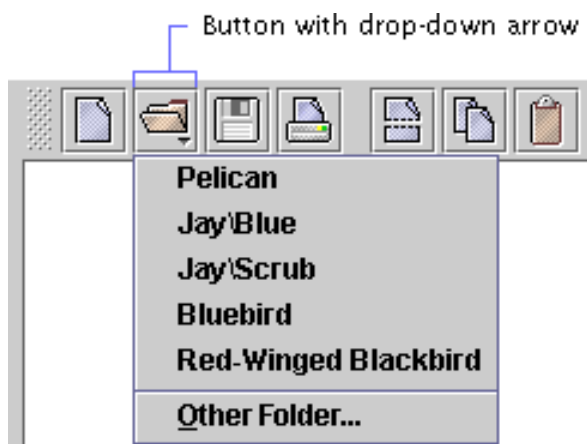 Button with drop-down arrow
Pelican
Jay\Blue
Jay\Scrub
Bluebird
Red-Winged Blackbird
Other Folder...